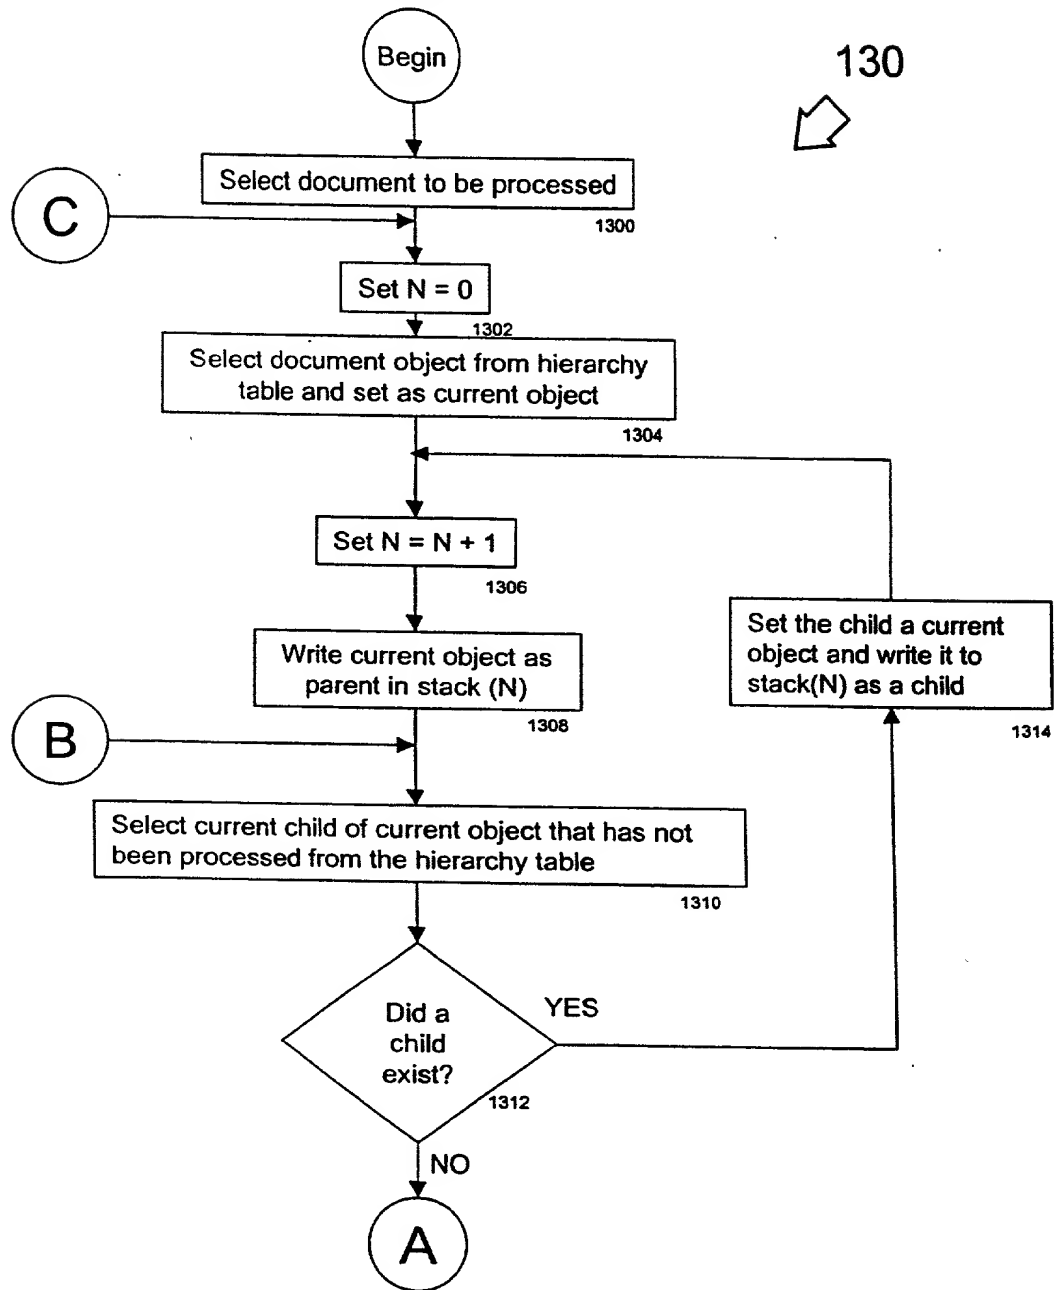 Begin
130
Select document to be processed
1300
C
Set N = 0
1302
Select document object from hierarchy
table and set as current object
1304
Set N = N + 1
1306
Write current object as
parent in stack (N)
1308
Set the child a current
object and write it to
stack(N) as a child
1314
B
Select current child of current object that has not
been processed from the hierarchy table
1310
Did a
child
exist?
YES
1312
NO
A